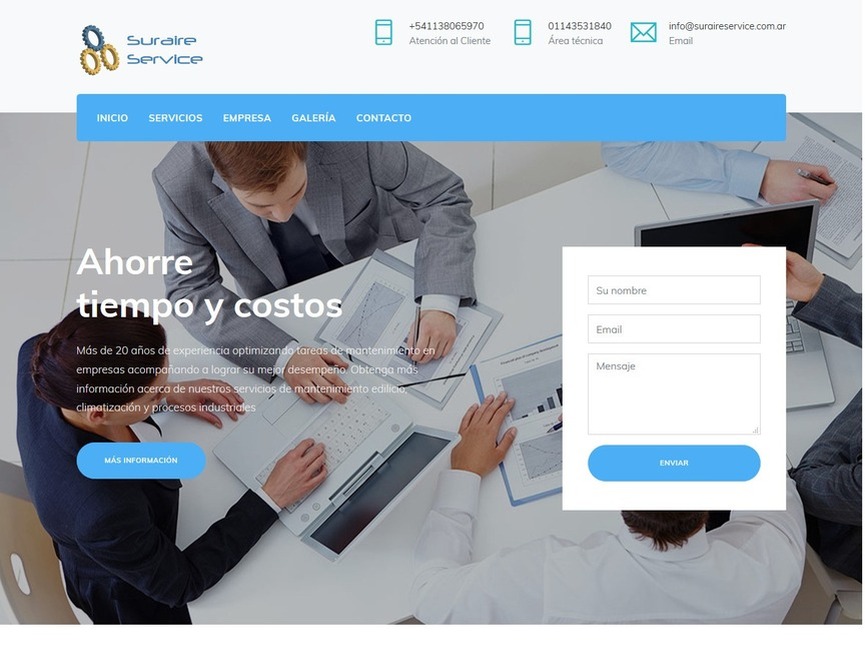 Suraire
Service
+541138065970
Atención al Cliente
01143531840
Área técnica
info@suraireservice.com.ar
Email
INICIO
SERVICIOS
EMPRESA
GALERÍA
CONTACTO
Ahorre
tiempo y costos
Más de 20 años de experiencia optimizando tareas de mantenimiento en
empresas acompañando a lograr su mejor desempeño. Obtenga más
información acerca de nuestros servicios de mantenimiento edilicio,
climatización y procesos industriales
MÁS INFORMACIÓN
Su nombre
Email
Mensaje
ENVIAR